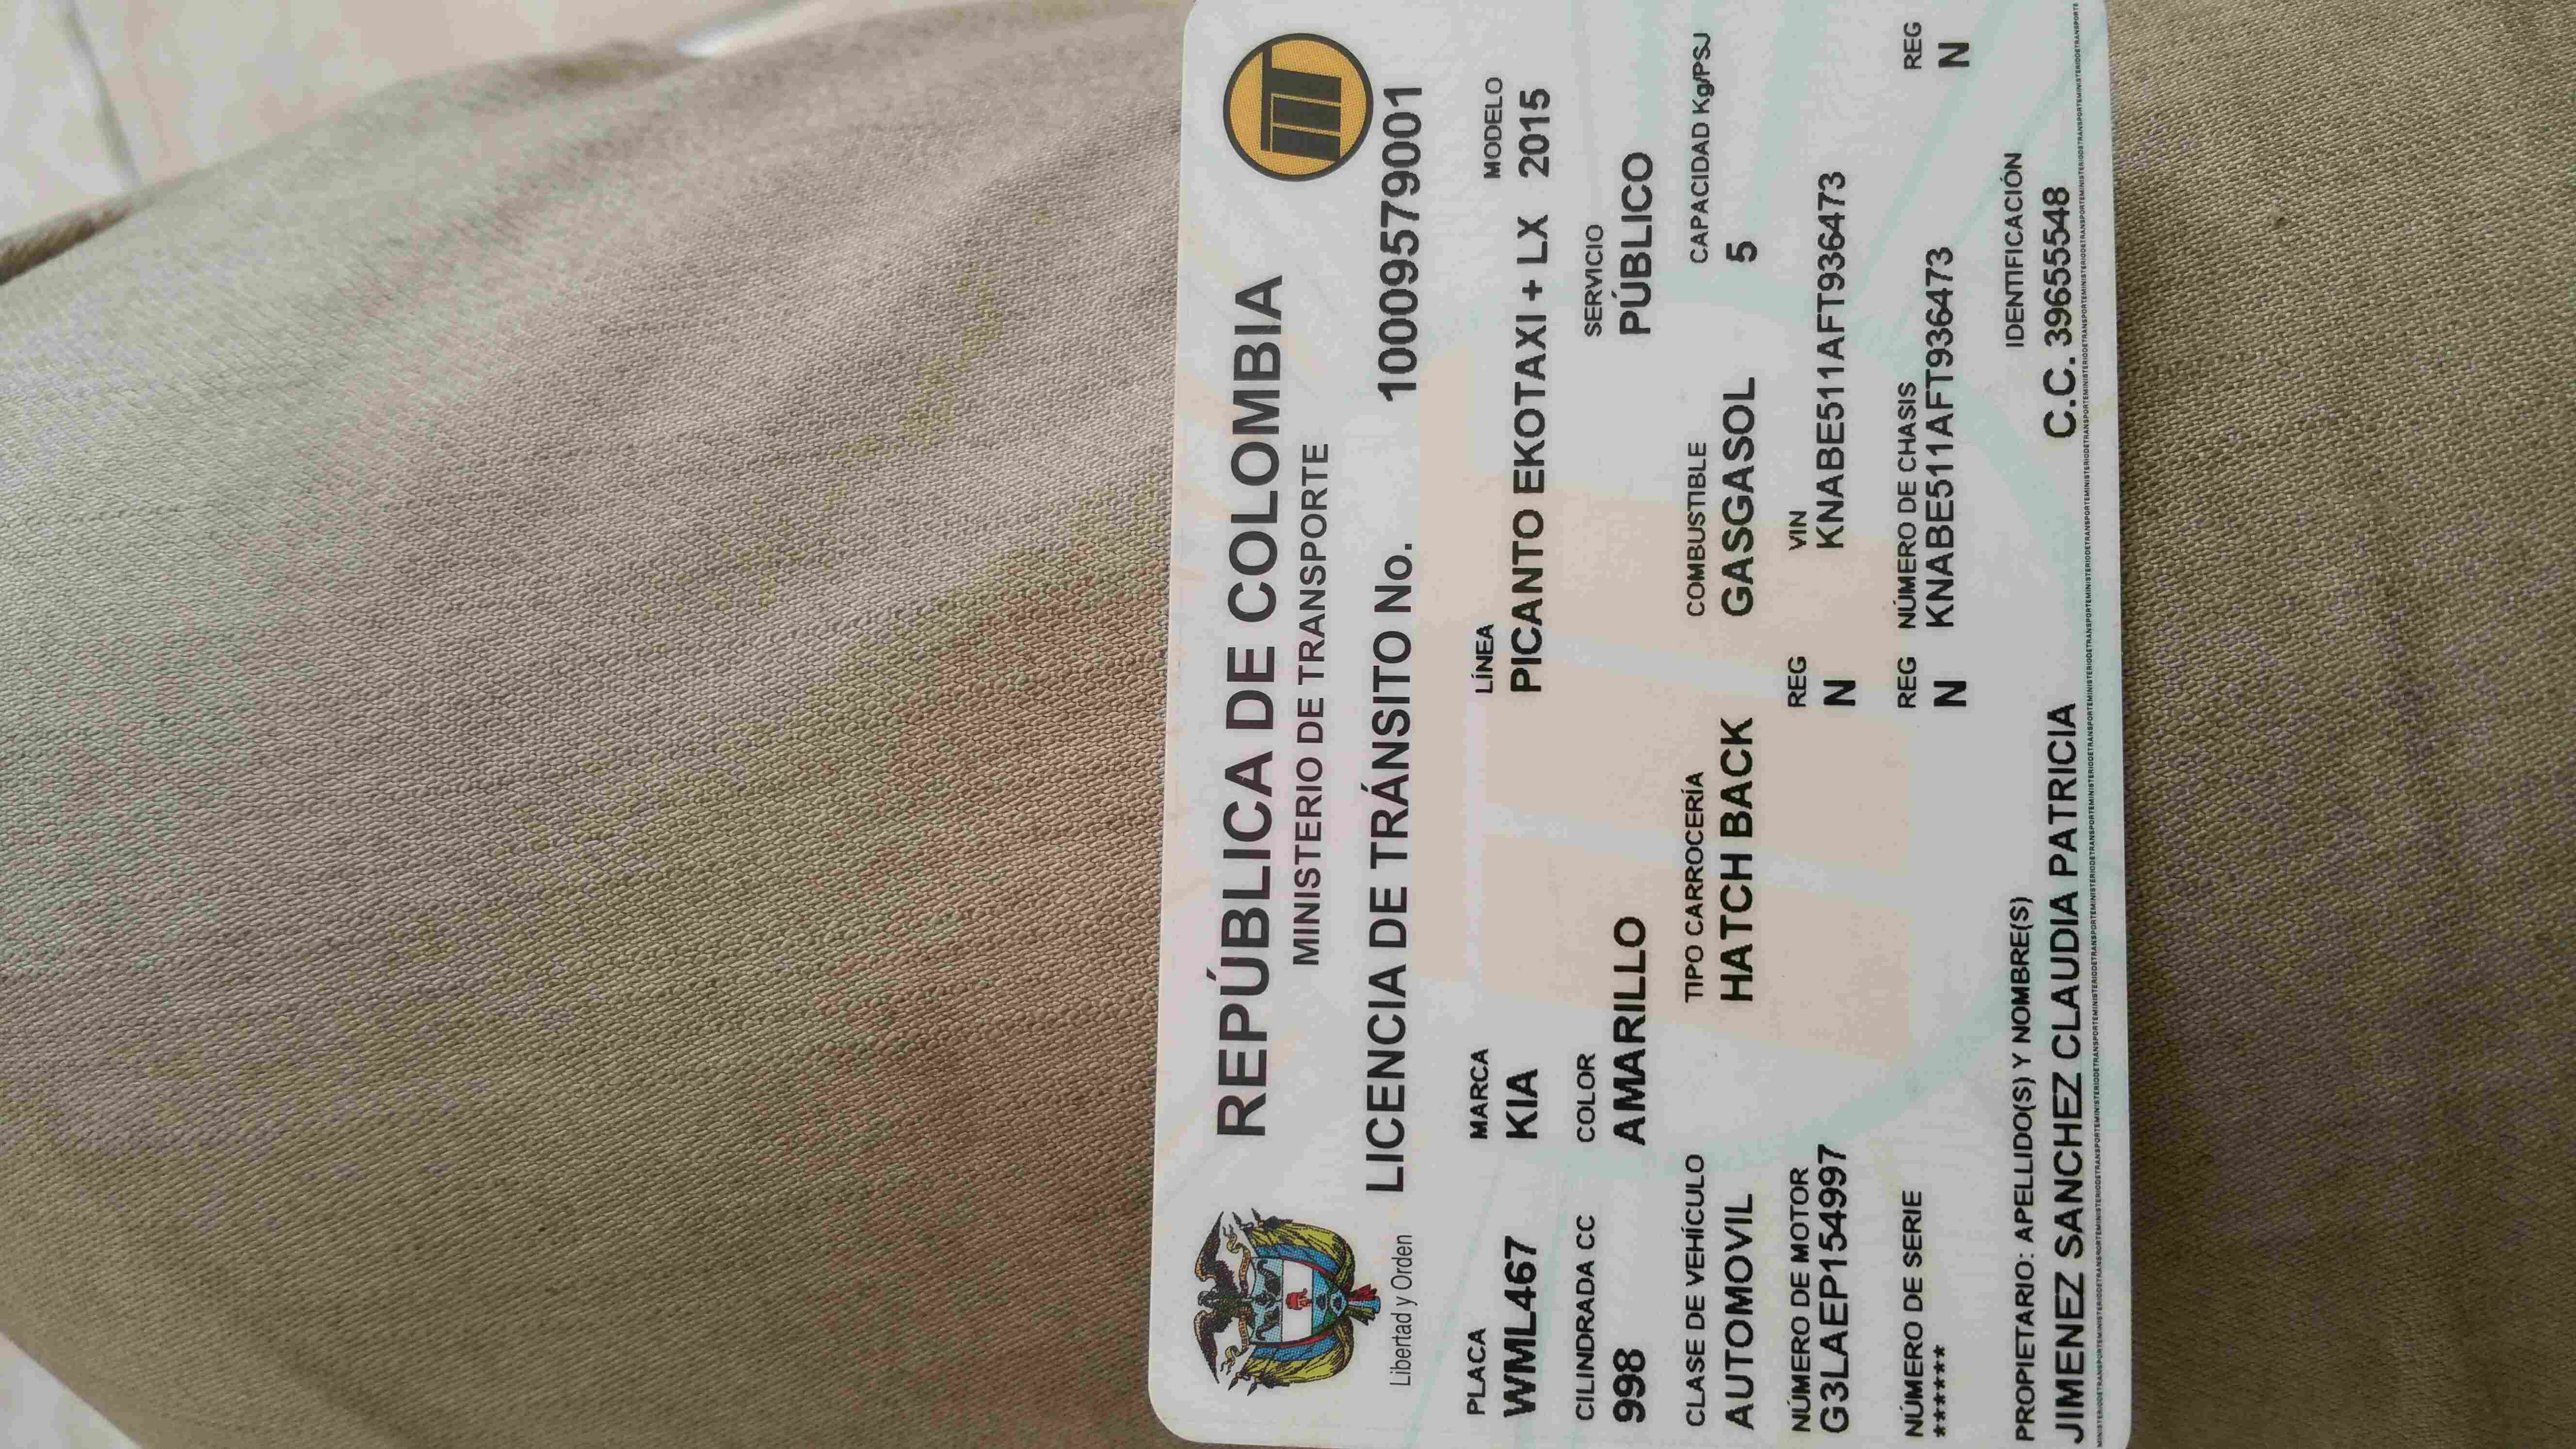 REPÚBLICA DE COLOMBIA
MINISTERIO DE TRANSPORTE
Libertad y Orden
LICENCIA DE TRÁNSITO No. 10009579001
PLACA MARCA LÍNEA MODELO
WML467 KIA PICANTO EKOTAXI + LX 2015
CILINDRADA CC COLOR SERVICIO
998 AMARILLO PÚBLICO
CLASE DE VEHÍCULO TIPO CARROCERÍA COMBUSTIBLE CAPACIDAD Kg/PSJ
AUTOMOVIL HATCH BACK GASGASOL 5
NÚMERO DE MOTOR REG VIN
G3LAEP154997 N KNABE511AFT936473
NÚMERO DE SERIE REG NÚMERO DE CHASIS REG
******* N KNABE511AFT936473 N
PROPIETARIO: APELLIDO(S) Y NOMBRE(S) IDENTIFICACIÓN
JIMENEZ SANCHEZ CLAUDIA PATRICIA C.C. 39655548